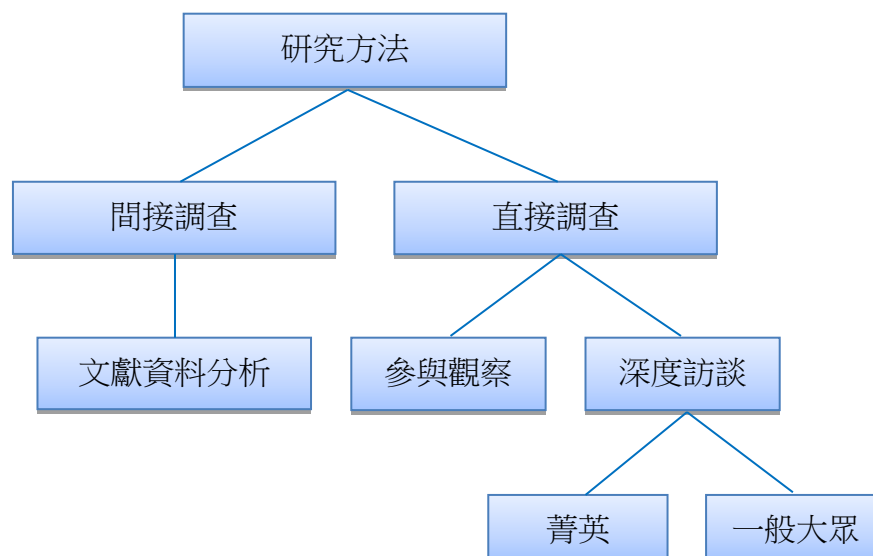 研究方法
間接調查
直接調查
文獻資料分析
參與觀察
深度訪談
菁英
一般大眾